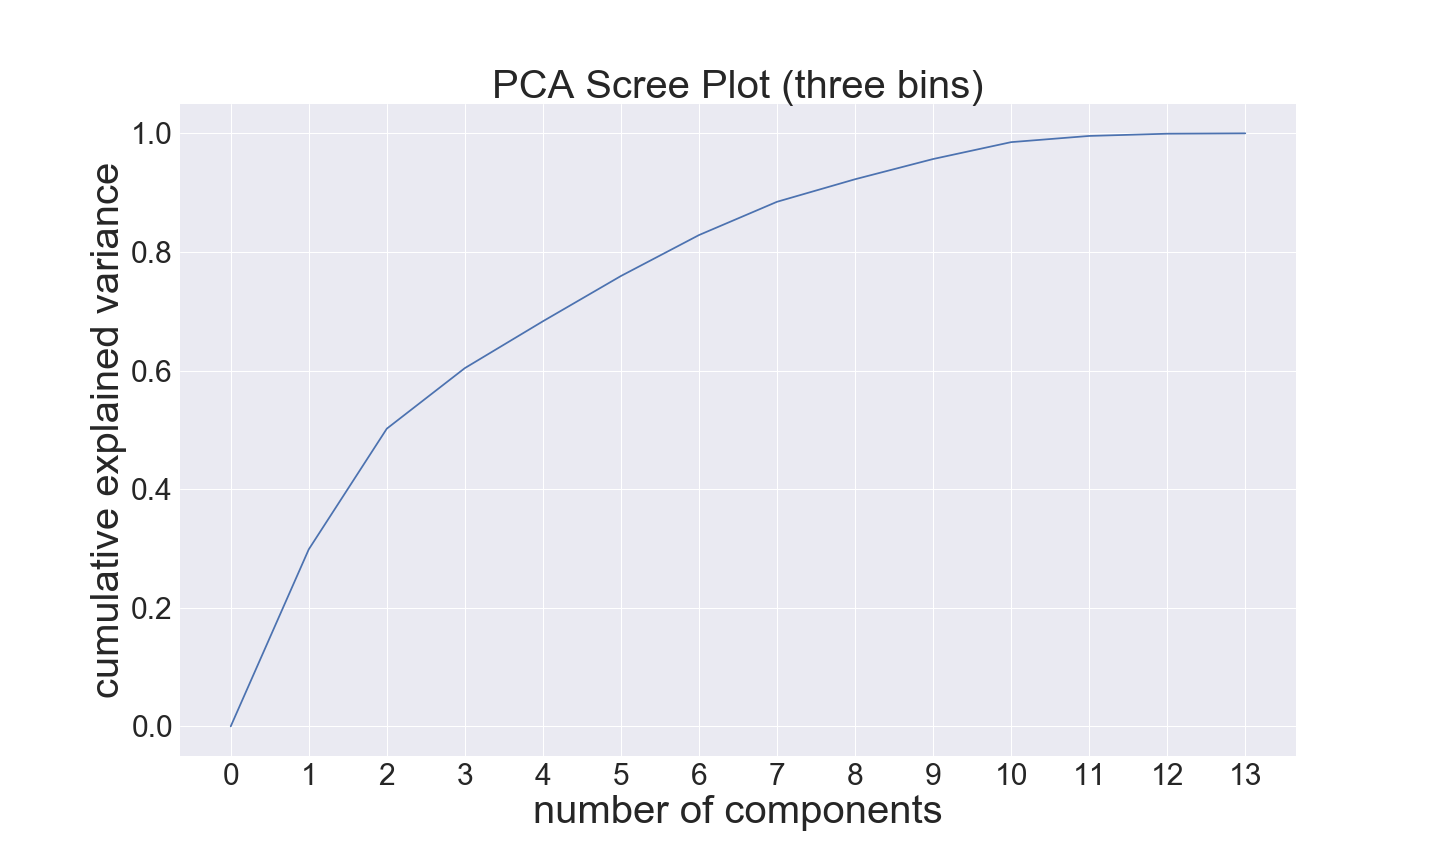 PCA Scree Plot (three bins)
cumulative explained variance
1.0
0.8
0.6
0.4
0.2
0.0
0 1 2 3 4 5 6 7 8 9 10 11 12 13
number of components